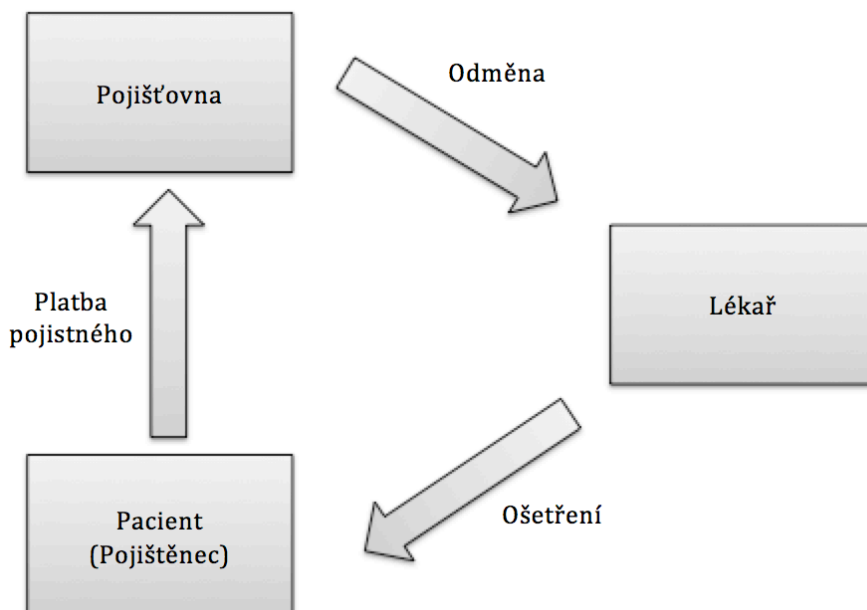 Pojišťovna
Odměna
Lékař
Platba
pojistného
Ošetření
Pacient
(Pojištěnec)